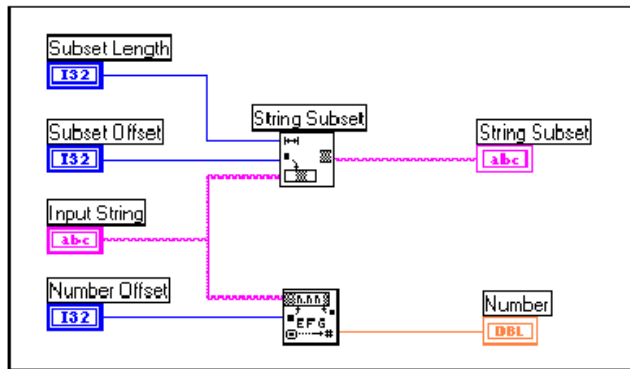 Subset Length
I32
String Subset
String Subset
Subset Offset
I32
abc
Input String
abc
n.nn
Number Offset
Number
I32
EFG
#
DBL